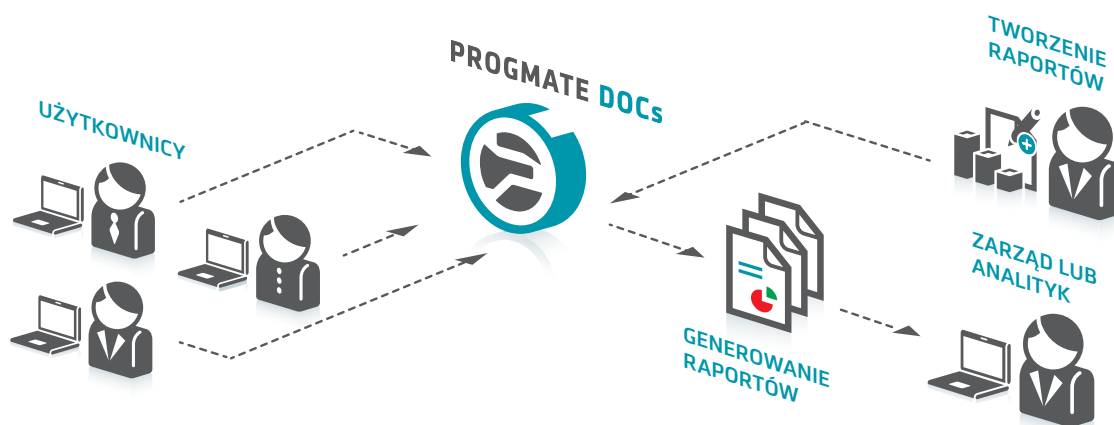 UŻYTKOWNICY
PROGMATE DOCs
TWORZENIE
RAPORTÓW
ZARZĄD LUB
ANALITYK
GENEROWANIE
RAPORTÓW